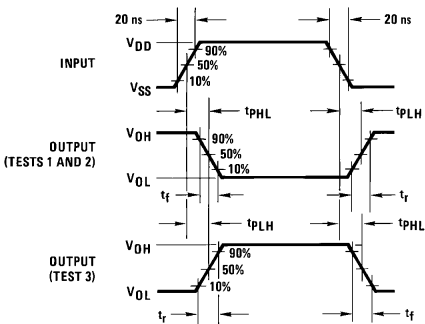 20 ns
20 ns
VDD
90%
INPUT
50%
10%
VSS
tPHL
tPLH
VOH
90%
OUTPUT
(TESTS 1 AND 2)
50%
10%
VOL
tf
tr
tPLH
tPHL
VOH
90%
OUTPUT
(TEST 3)
50%
10%
VOL
tr
tf